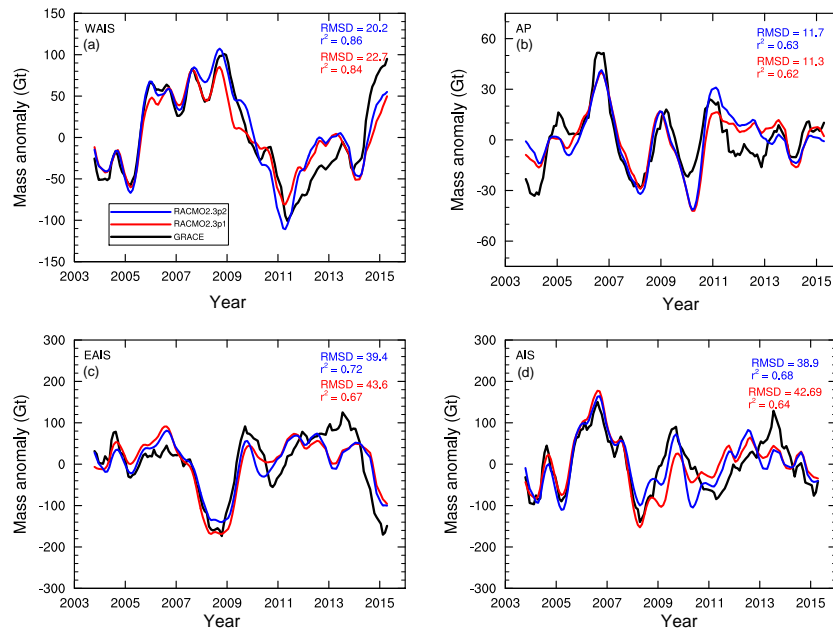 WAIS
(a)
RMSD = 20.2
r² = 0.86
RMSD = 22.7
r² = 0.84
Mass anomaly (Gt)
150
100
50
0
-50
-100
-150
RACMO2.3p2
RACMO2.3p1
GRACE
2003 2005 2007 2009 2011 2013 2015
Year
AP
(b)
RMSD = 11.7
r² = 0.63
RMSD = 11.3
r² = 0.62
Mass anomaly (Gt)
60
30
0
-30
-60
2003 2005 2007 2009 2011 2013 2015
Year
EAIS
(c)
RMSD = 39.4
r² = 0.72
RMSD = 43.6
r² = 0.67
Mass anomaly (Gt)
300
200
100
0
-100
-200
-300
2003 2005 2007 2009 2011 2013 2015
Year
AIS
(d)
RMSD = 38.9
r² = 0.68
RMSD = 42.69
r² = 0.64
Mass anomaly (Gt)
300
200
100
0
-100
-200
-300
2003 2005 2007 2009 2011 2013 2015
Year